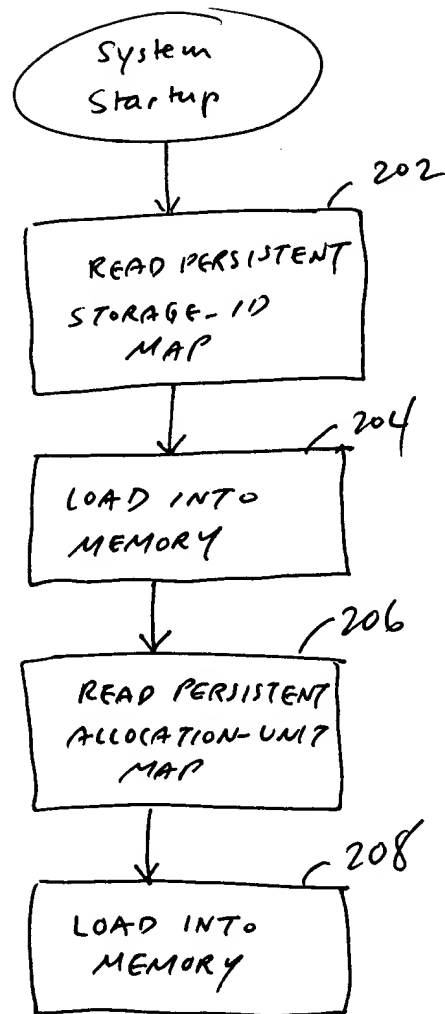 System
Startup
202
READ PERSISTENT
STORAGE-ID
MAP
204
LOAD INTO
MEMORY
206
READ PERSISTENT
ALLOCATION-UNIT
MAP
208
LOAD INTO
MEMORY